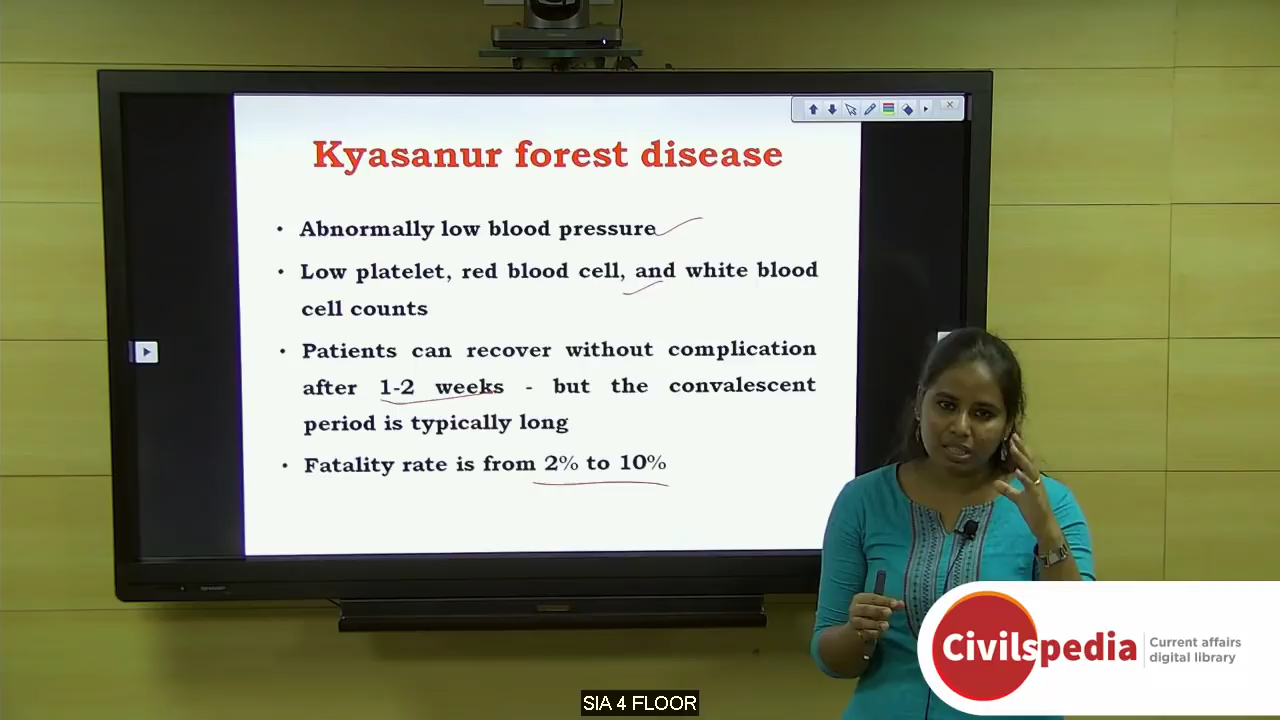 Kyasanur forest disease
• Abnormally low blood pressure
• Low platelet, red blood cell, and white blood
cell counts
• Patients can recover without complication
after 1-2 weeks - but the convalescent
period is typically long
• Fatality rate is from 2% to 10%
Civilspedia
Current affairs
digital library
SIA 4 FLOOR